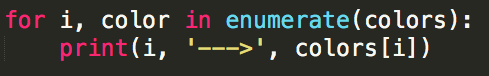 for i, color in enumerate(colors):
    print(i, '--->', colors[i])